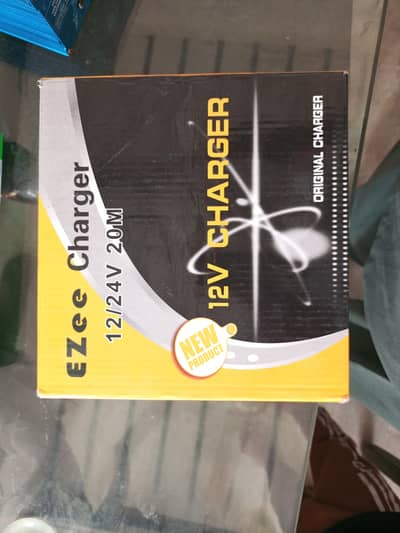 EZee Charger
12/24V 20M
12V CHARGER
ORIGINAL CHARGER
NEW
PRODUCT